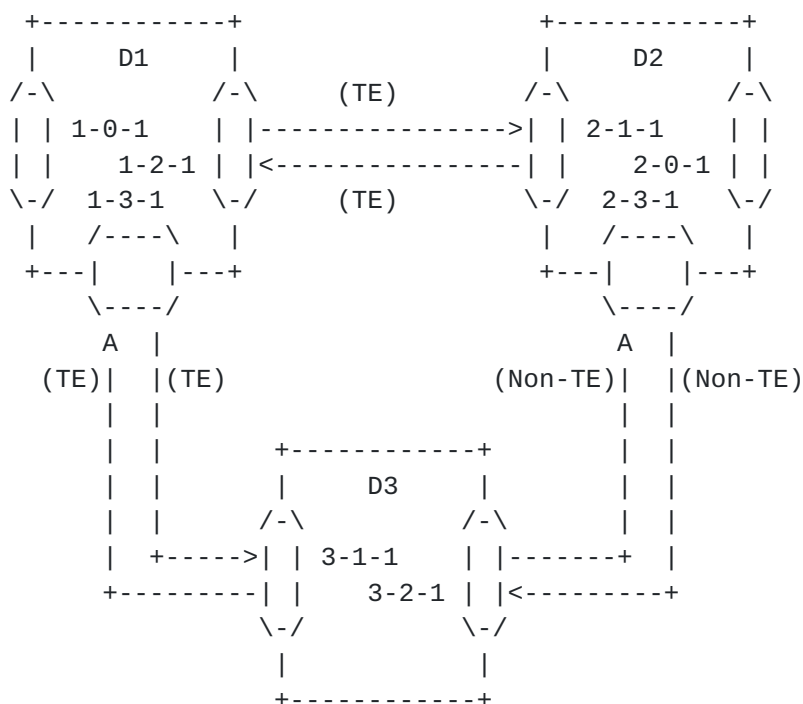 +------------+                    +------------+
 |     D1     |                    |     D2     |
/-\          /-\     (TE)        /-\          /-\
| | 1-0-1    | |---------------->| | 2-1-1    | |
| |    1-2-1 | |<----------------| |    2-0-1 | |
\-/  1-3-1   \-/     (TE)        \-/  2-3-1   \-/
 |   /----\   |                    |   /----\   |
 +---|    |---+                    +---|    |---+
     \----/                            \----/
      A  |                              A  |
  (TE)|  |(TE)                 (Non-TE)|  |(Non-TE)
      |  |                              |  |
      |  |       +------------+         |  |
      |  |       |     D3     |         |  |
      |  |      /-\          /-\        |  |
      |  +----->| | 3-1-1    | |-------+  |
      +---------| |    3-2-1 | |<---------+
                \-/          \-/
                 |            |
                 +------------+